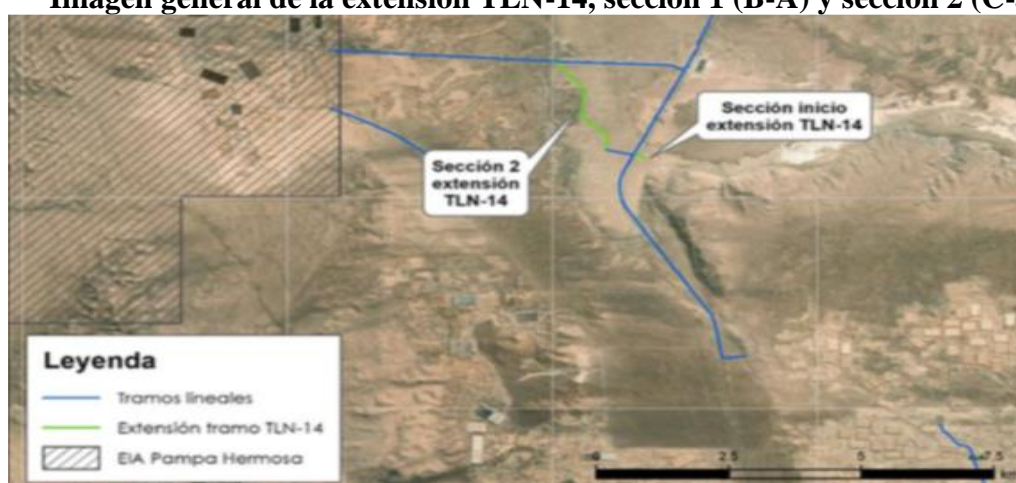 Imagen general de la extensión TLN-14, sección 1 (B-A) y sección 2 (C-
Sección inicio
extensión TLN-14
Sección 2
extensión
TLN-14
Leyenda
Tramos lineales
Extensión tramo TLN-14
EIA Pampa Hermosa
0 2.5 5 7.5
km